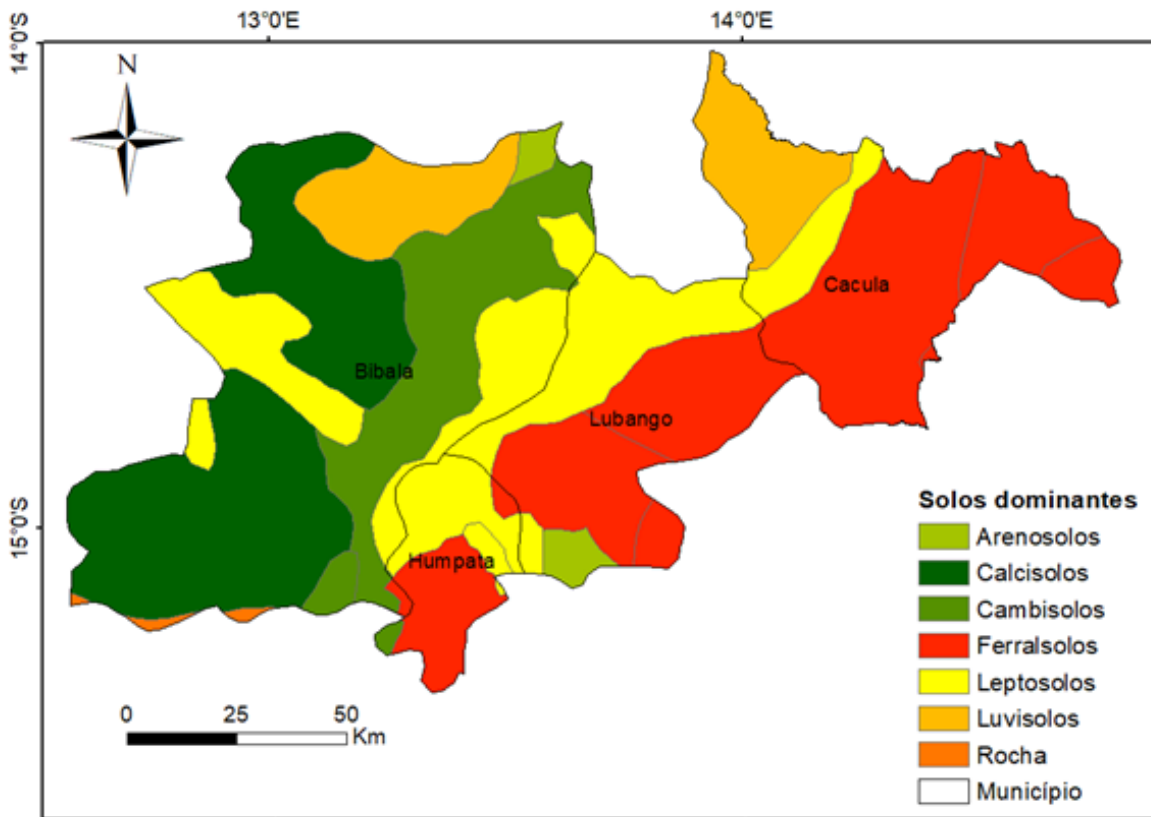 13°0'E 14°0'E
14°0'S
N
Cacula
Bibala
Lubango
Solos dominantes
15°0'S
Arenosolos
Humpata
Calcisolos
Cambisolos
Ferralsolos
Leptosolos
0 25 50
Km
Luvisolos
Rocha
Município